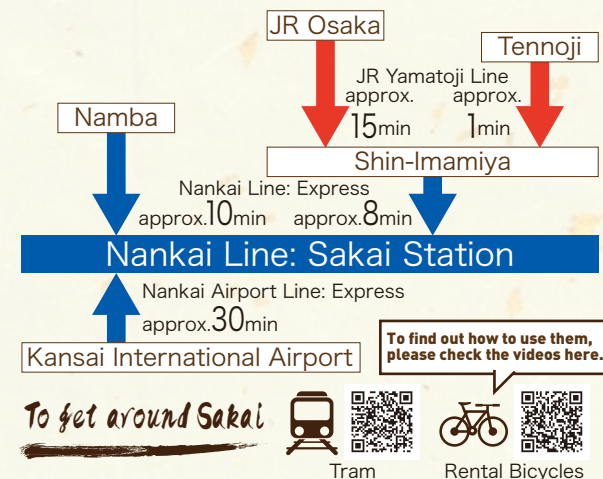 JR Osaka
Tennoji
JR Yamatoji Line
approx. approx.
15min 1min
Namba
Shin-Imamiya
Nankai Line: Express
approx.10min approx.8min
Nankai Line: Sakai Station
Nankai Airport Line: Express
approx.30min
Kansai International Airport
To find out how to use them,
please check the videos here.
To get around Sakai
Tram
Rental Bicycles